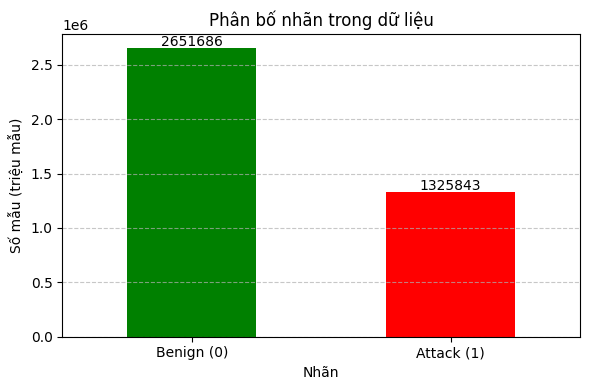 Phân bố nhãn trong dữ liệu
1e6
2651686
1325843
2.5
2.0
1.5
1.0
0.5
0.0
Số mẫu (triệu mẫu)
Benign (0)
Attack (1)
Nhãn